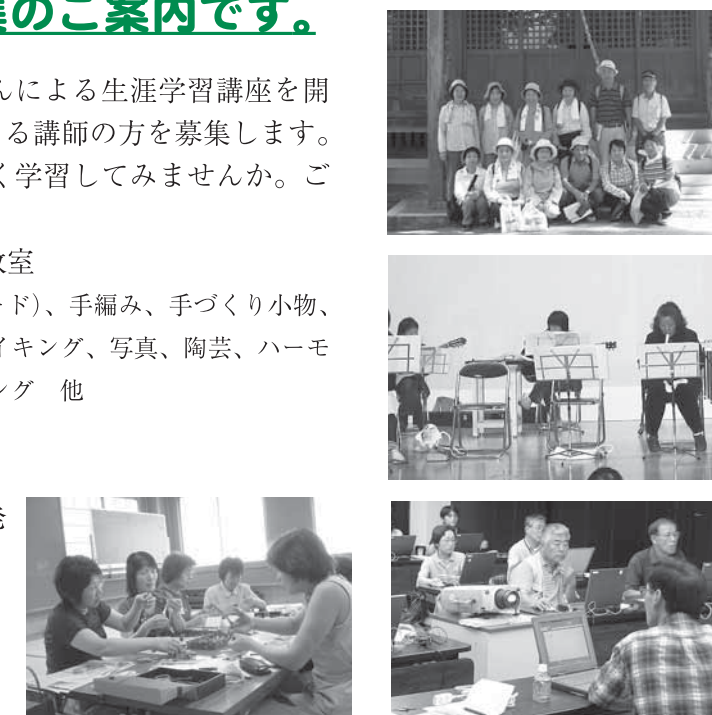 のご案内です。
んによる生涯学習講座を開
る講師の方を募集します。
く学習してみませんか。ご
室
ド）、手編み、手づくり小物、
イキング、写真、陶芸、ハーモ
ング　他